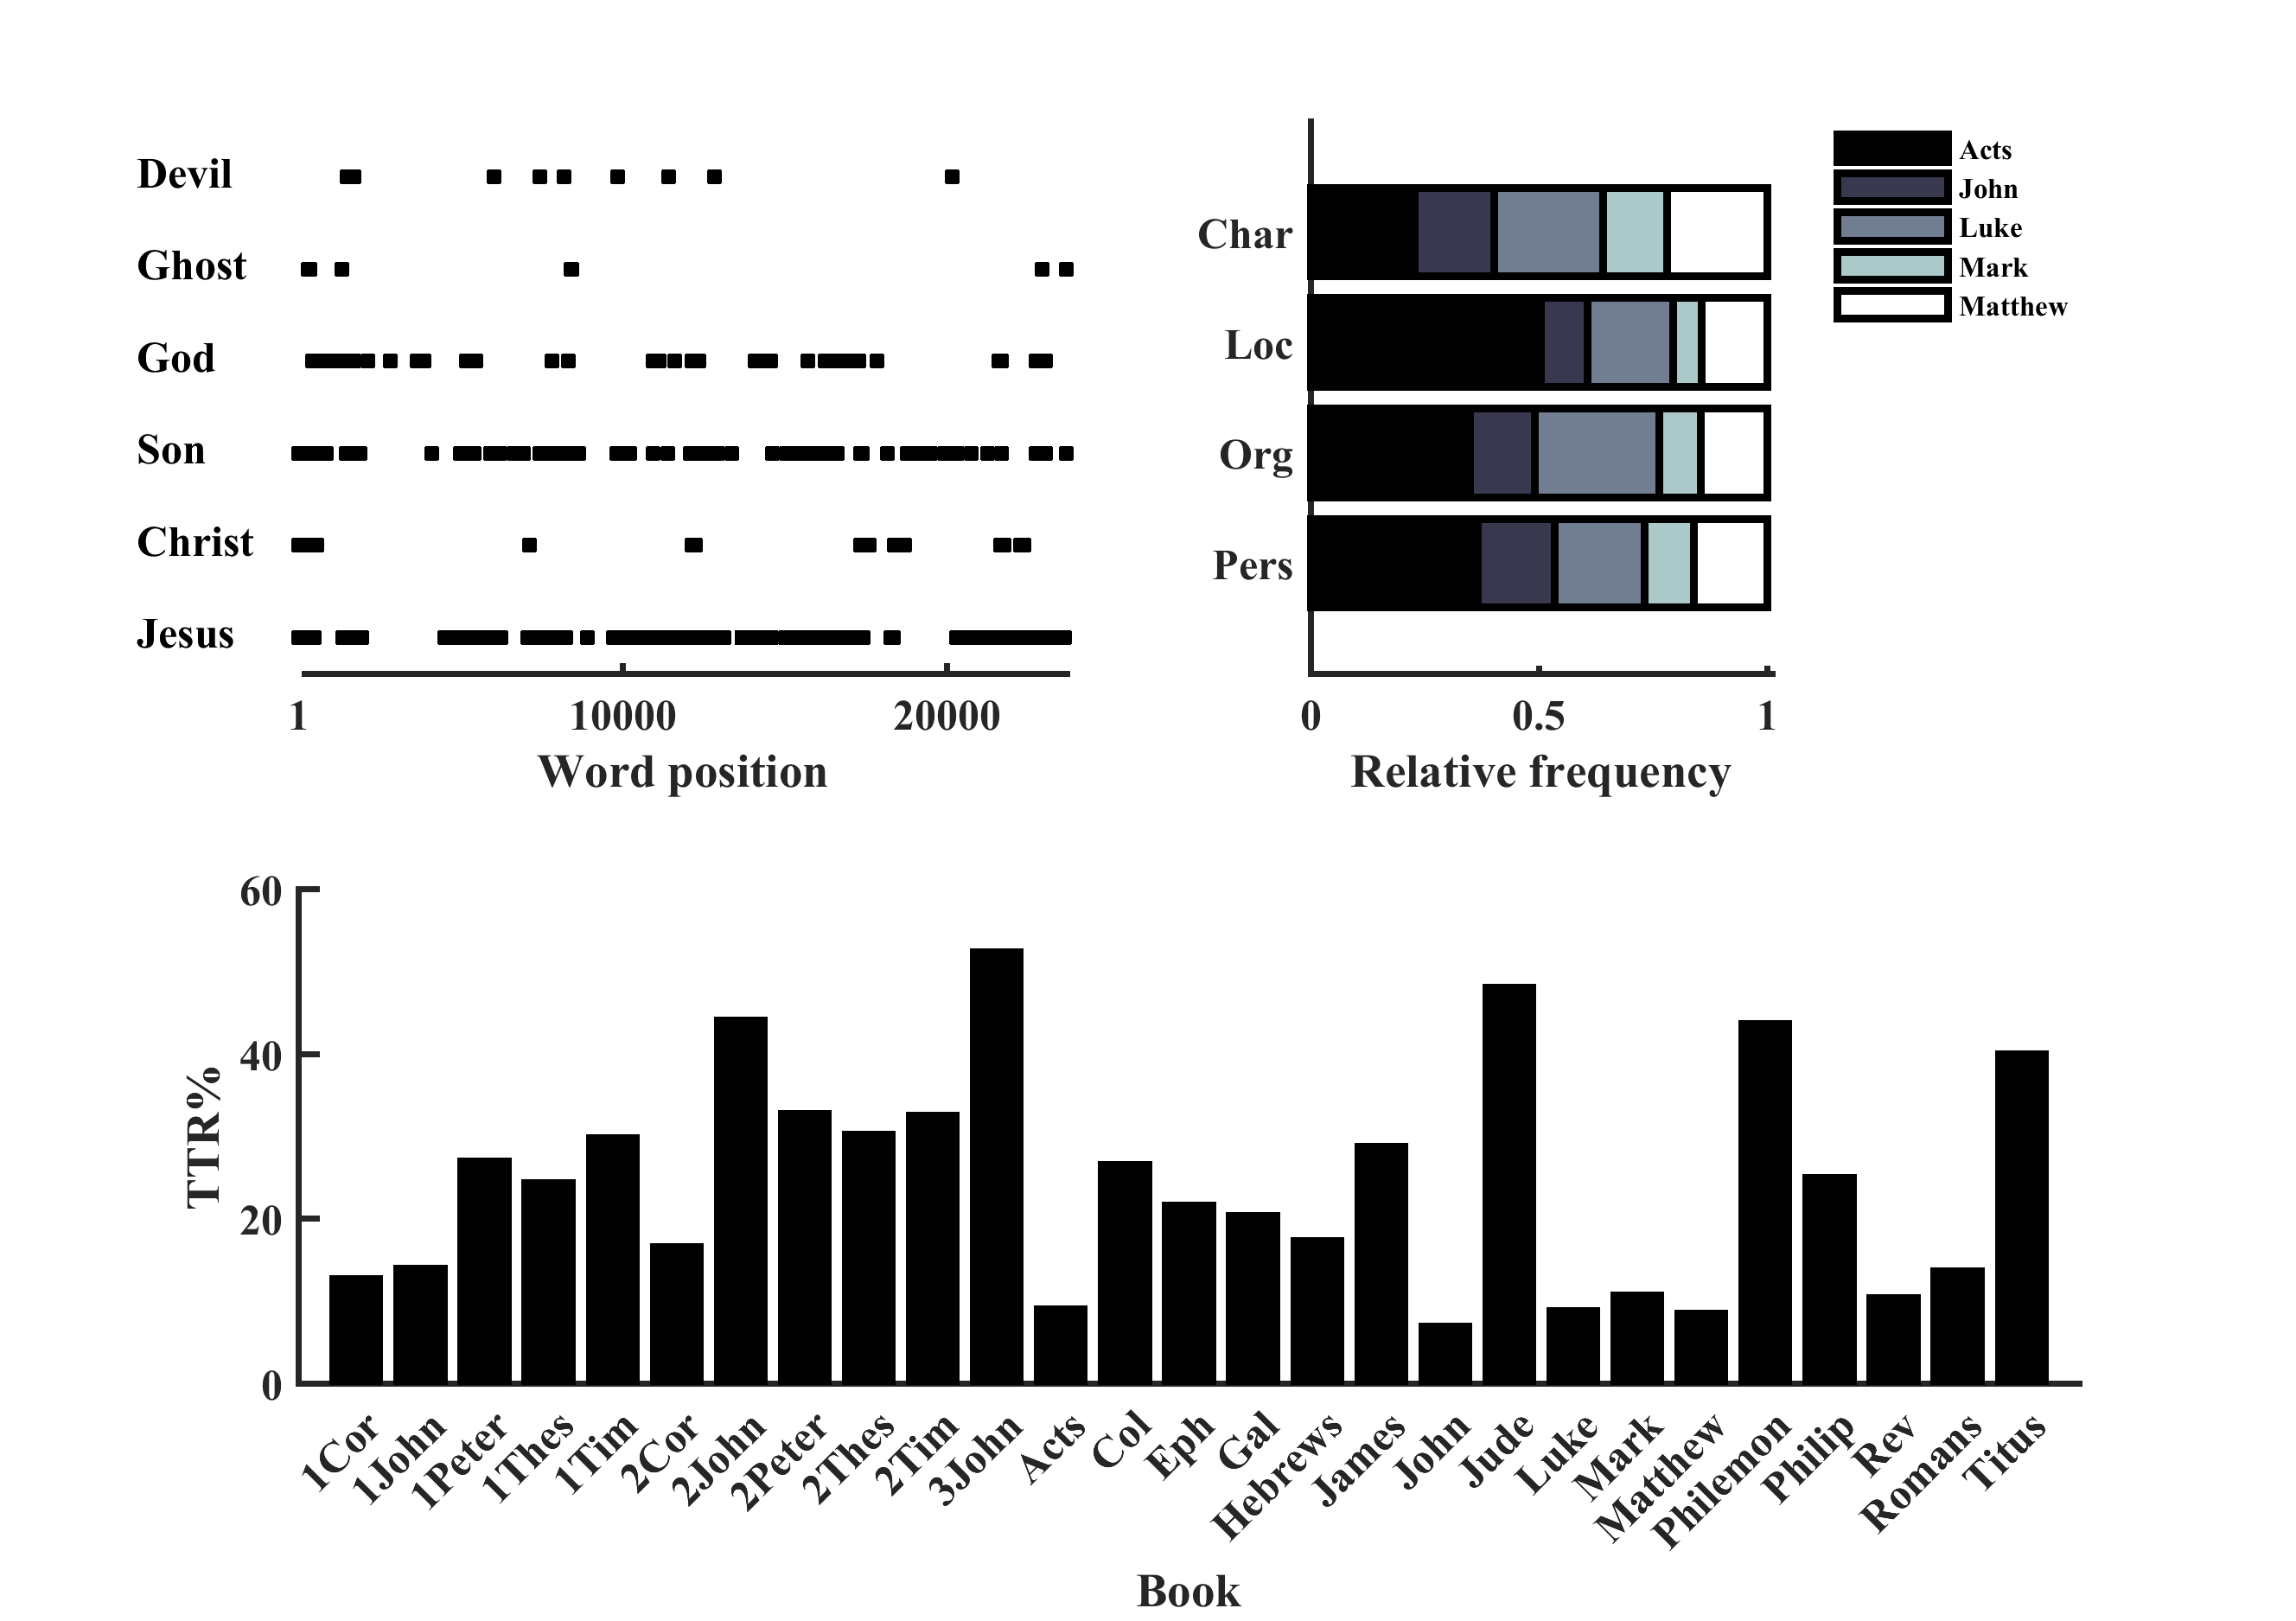 Devil
Ghost
God
Son
Christ
Jesus
1 10000 20000
Word position
Char
Loc
Org
Pers
0 0.5 1
Relative frequency
Acts
John
Luke
Mark
Matthew
60
40
20
0
TTR%
1Cor
1John
1Peter
1Thes
1Tim
2Cor
2John
2Peter
2Thes
2Tim
3John
Acts
Col
Eph
Gal
Hebrews
James
John
Jude
Luke
Mark
Matthew
Philemon
Philip
Rev
Romans
Titus
Book